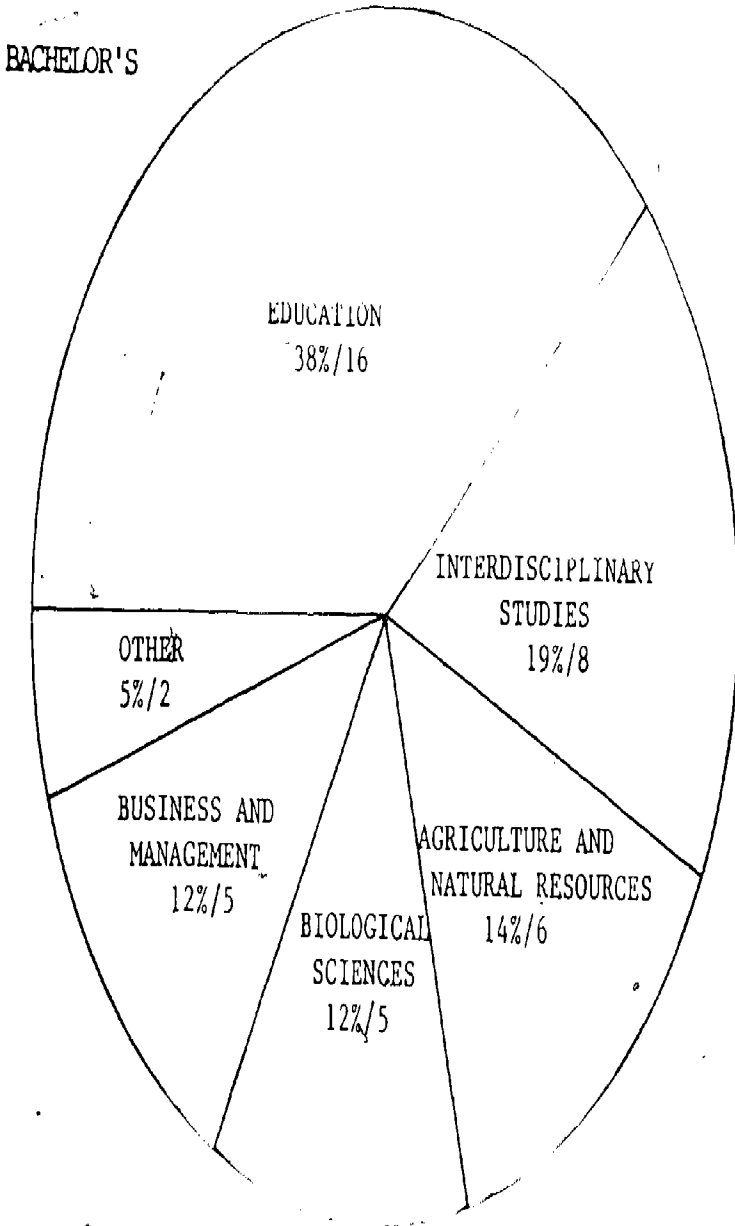 BACHELOR'S
EDUCATION
38%/16
INTERDISCIPLINARY
STUDIES
19%/8
OTHER
5%/2
BUSINESS AND
MANAGEMENT
12%/5
AGRICULTURE AND
NATURAL RESOURCES
14%/6
BIOLOGICAL
SCIENCES
12%/5